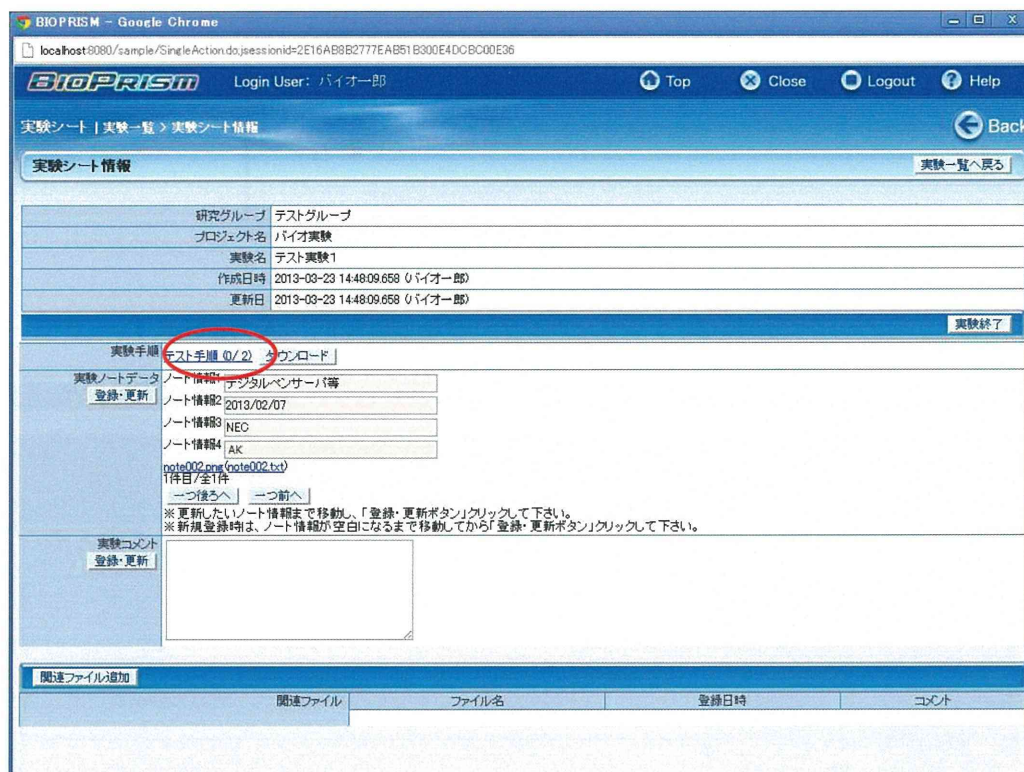 BIOPRISM - Google Chrome
localhost:8080/sample/SingleAction.do;jsessionid=2E16AB8B2777EAB51B300E4DCBC00E36
BIOPRISM Login User: バイオ一郎 Top Close Logout Help
実験シート | 実験一覧 > 実験シート情報 Back
実験シート情報 実験一覧へ戻る
研究グループ テストグループ
プロジェクト名 バイオ実験
実験名 テスト実験1
作成日時 2013-03-23 14:48:09.658 (バイオ一郎)
更新日 2013-03-23 14:48:09.658 (バイオ一郎)
実験終了
実験手順 テスト手順 (0/2) ダウンロード
実験ノートデータ ノート情報1 デジタルペンサーバ等
登録・更新 ノート情報2 2013/02/07
ノート情報3 NEC
ノート情報4 AK
note002.png(note002.txt)
1件目/全1件
一つ後ろへ 一つ前へ
※更新したいノート情報まで移動し、「登録・更新ボタン」クリックして下さい。
※新規登録時は、ノート情報が空白になるまで移動してから「登録・更新ボタン」クリックして下さい。
実験コメント
登録・更新
関連ファイル追加
関連ファイル ファイル名 登録日時 コメント